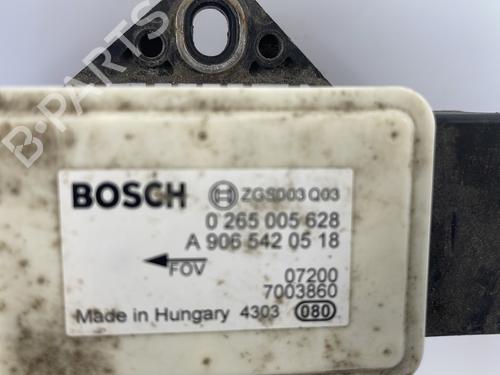 B-PARTS
BOSCH ZGS003 Q03
0 265 005 628
A 906 542 05 18
FOV
07200
7003860
Made in Hungary 4303 080